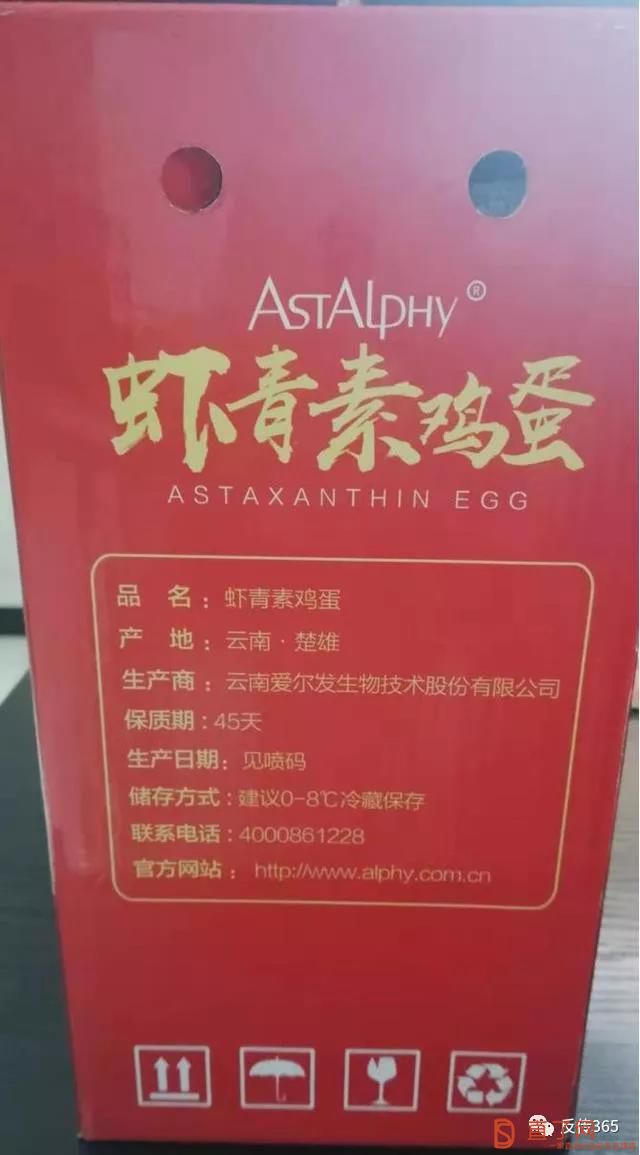 ASTALPHY®
虾青素鸡蛋
ASTAXANTHIN EGG
品 名：虾青素鸡蛋
产 地：云南·楚雄
生产商：云南爱尔发生物技术股份有限公司
保质期：45天
生产日期：见喷码
储存方式：建议0-8℃冷藏保存
联系电话：4000861228
官方网站：http://www.alphy.com.cn
反传365